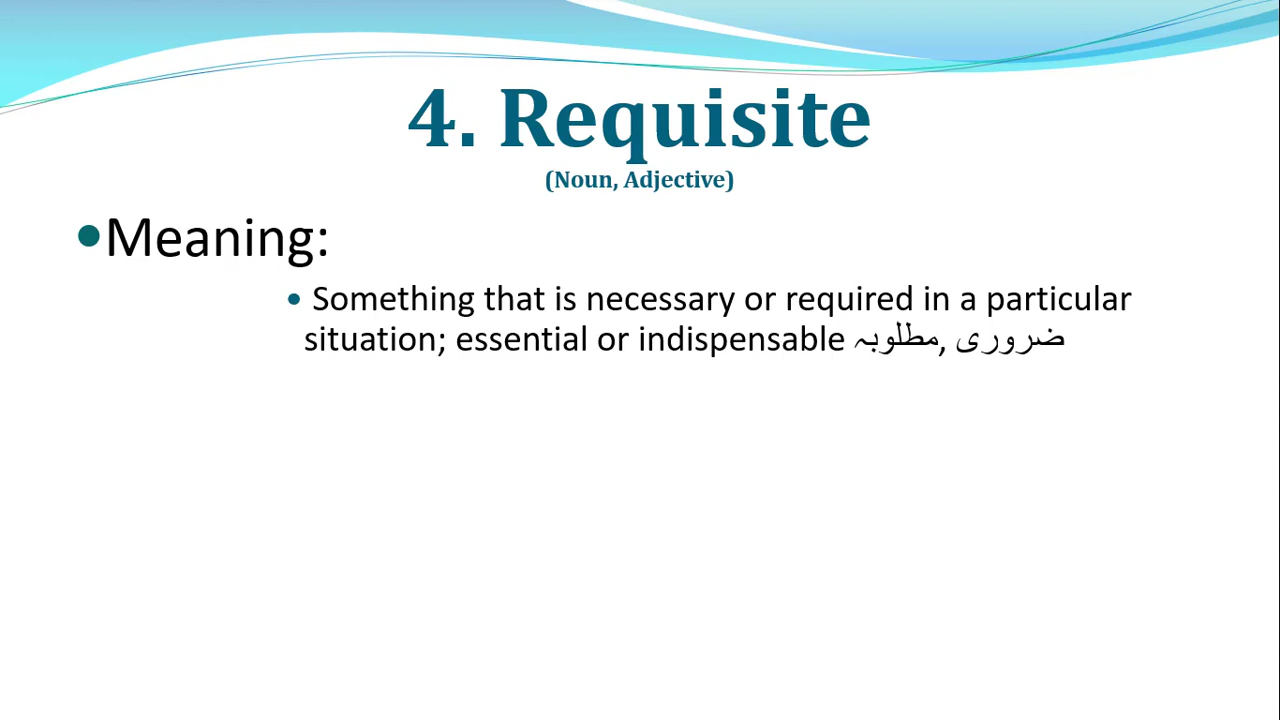 4. Requisite
(Noun, Adjective)
•Meaning:
• Something that is necessary or required in a particular
situation; essential or indispensable مطلوبہ, ضروری